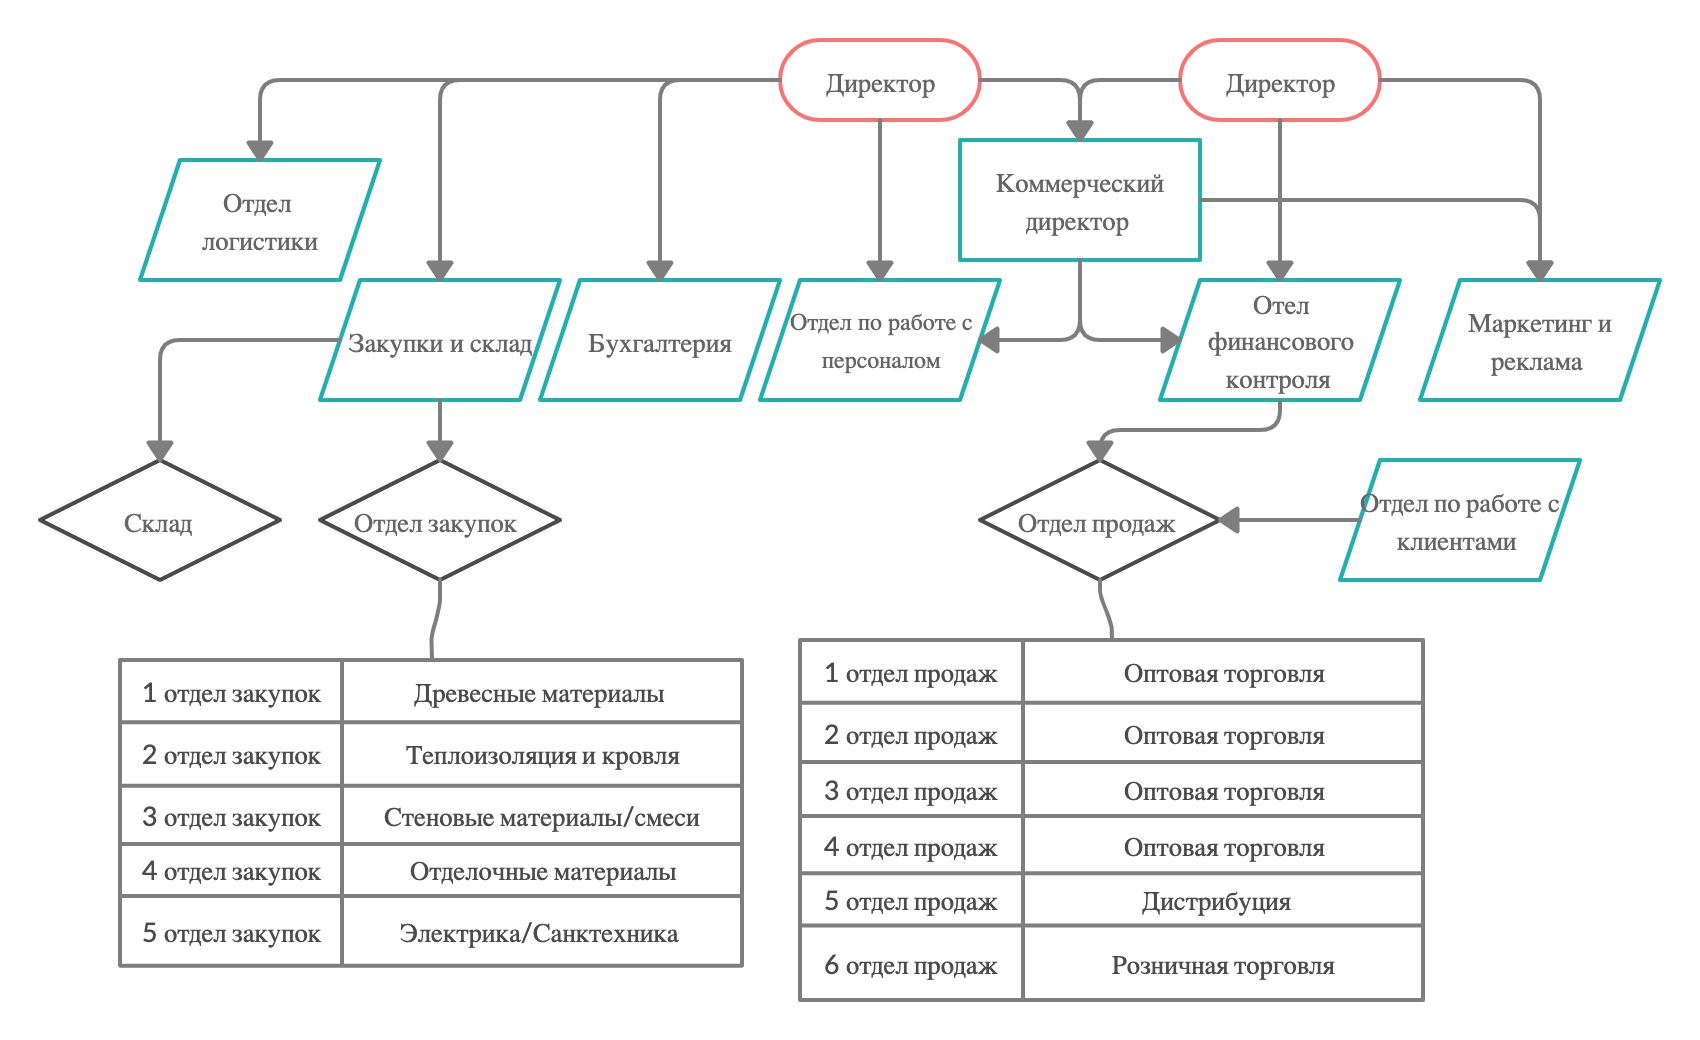 Директор
Директор
Коммерческий
директор
Отдел
логистики
Закупки и склад
Бухгалтерия
Отдел по работе с
персоналом
Отел
финансового
контроля
Маркетинг и
реклама
Склад
Отдел закупок
Отдел продаж
Отдел по работе с
клиентами
1 отдел закупок Древесные материалы
2 отдел закупок Теплоизоляция и кровля
3 отдел закупок Стеновые материалы/смеси
4 отдел закупок Отделочные материалы
5 отдел закупок Электрика/Санктехника
1 отдел продаж Оптовая торговля
2 отдел продаж Оптовая торговля
3 отдел продаж Оптовая торговля
4 отдел продаж Оптовая торговля
5 отдел продаж Дистрибуция
6 отдел продаж Розничная торговля